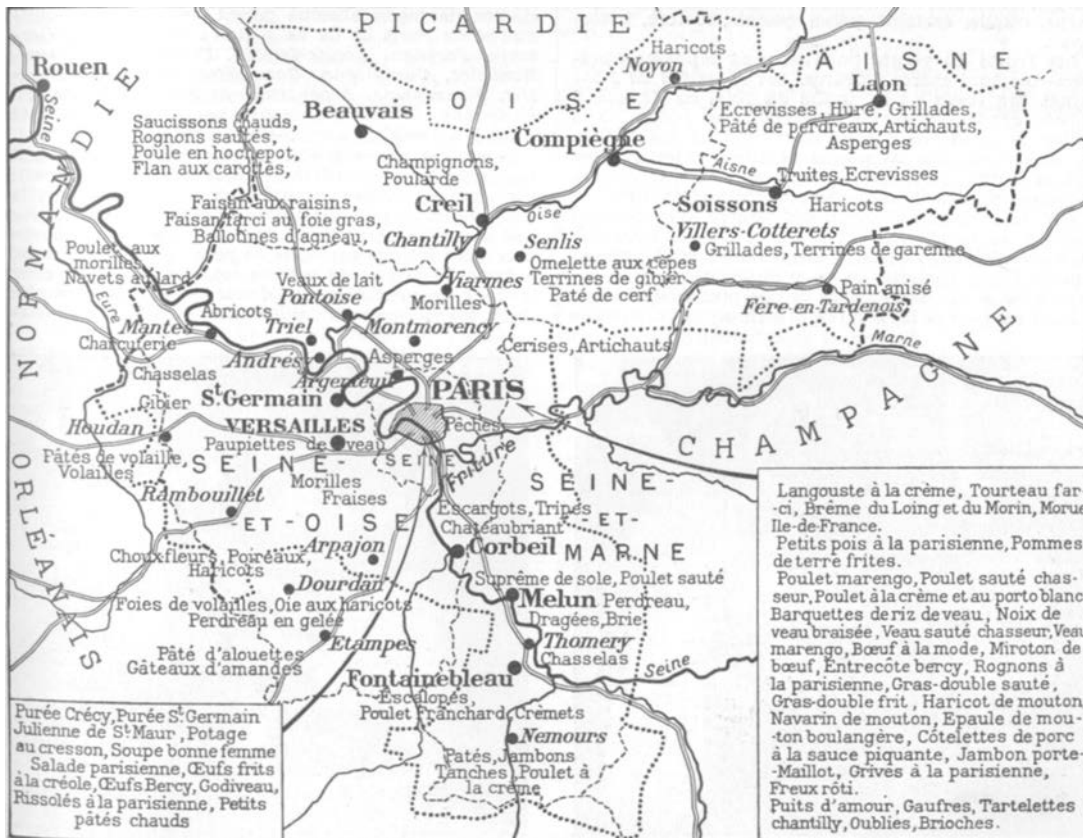 PICARDIE
Rouen
Seine
NORMANDIE
Saucissons chauds,
Rognons sautés,
Poule en hochepot,
Flan aux carottes,
Beauvais
Champignons,
Poularde
OISE
Haricots
Noyon
AISNE
Laon
Ecrevisses, Hure, Grillades,
Pâté de perdreaux, Artichauts,
Asperges
Compiègne
Aisne
Truites, Ecrevisses
Soissons
Haricots
Faisan aux raisins,
Faisan farci au foie gras,
Ballotines d'agneau,
Creil
Oise
Chantilly
Senlis
Omelette aux cèpes
Terrines de gibier
Paté de cerf
Villers-Cotterets
Grillades, Terrines de garenne
Poulet aux
morilles
Navets au lard
Eure
Veaux de lait
Pontoise
Viarmes
Morilles
Pain anisé
Fère-en-Tardenois
Marne
Abricots
Mantes
Charcuterie
Triel
Montmorency
Cerises, Artichauts
Andrésy
Asperges
Argenteuil
Chasselas
Gibier
St Germain
PARIS
Pêches
CHAMPAGNE
Houdan
Pâtés de volaille,
Volailles
VERSAILLES
Paupiettes de veau
SEINE
Friture
SEINE-
-ET-OISE
Morilles
Fraises
Rambouillet
SEINE-
-ET-
MARNE
Escargots, Tripes
Chateaubriant
ORLÉANAIS
Choux-fleurs, Poireaux,
Haricots
Arpajon
Corbeil
Dourdan
Foies de volailles, Oie aux haricots
Perdreau en gelée
Suprême de sole, Poulet sauté
Melun
Perdreau,
Dragées, Brie
Etampes
Pâté d'alouettes
Gâteaux d'amandes
Thomery
Chasselas
Seine
Fontainebleau
Escalopes,
Poulet Franchard, Crèmets
Nemours
Patés, Jambons
Tanches, Poulet à
la crème
Purée Crécy, Purée St Germain
Julienne de St Maur, Potage
au cresson, Soupe bonne femme
Salade parisienne, Œufs frits
à la créole, Œufs Bercy, Godiveau,
Rissolés à la parisienne, Petits
pâtés chauds
Langouste à la crème, Tourteau far-
-ci, Brême du Loing et du Morin, Morue
Ile-de-France.
Petits pois à la parisienne, Pommes
de terre frites.
Poulet marengo, Poulet sauté chas-
seur, Poulet à la crème et au porto blanc
Barquettes de riz de veau, Noix de
veau braisée, Veau sauté chasseur, Veau
marengo, Bœuf à la mode, Miroton de
bœuf, Entrecôte bercy, Rognons à
la parisienne, Gras-double sauté,
Gras-double frit, Haricot de mouton
Navarin de mouton, Epaule de mou-
-ton boulangère, Côtelettes de porc
à la sauce piquante, Jambon porte-
-Maillot, Grives à la parisienne,
Freux rôti.
Puits d'amour, Gaufres, Tartelettes
chantilly, Oublies, Brioches.